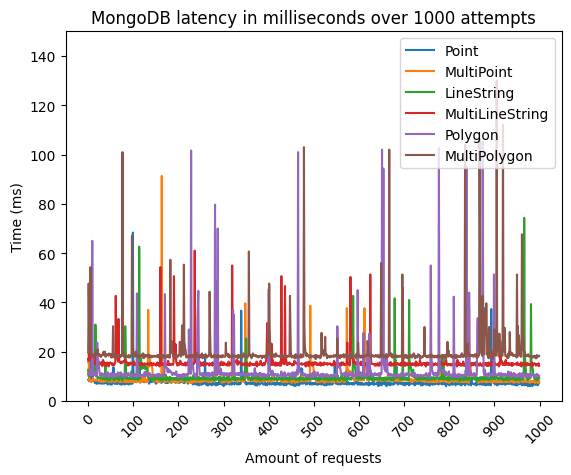 MongoDB latency in milliseconds over 1000 attempts
140
120
100
80
60
40
20
0
Time (ms)
Point
MultiPoint
LineString
MultiLineString
Polygon
MultiPolygon
0
100
200
300
400
500
600
700
800
900
1000
Amount of requests